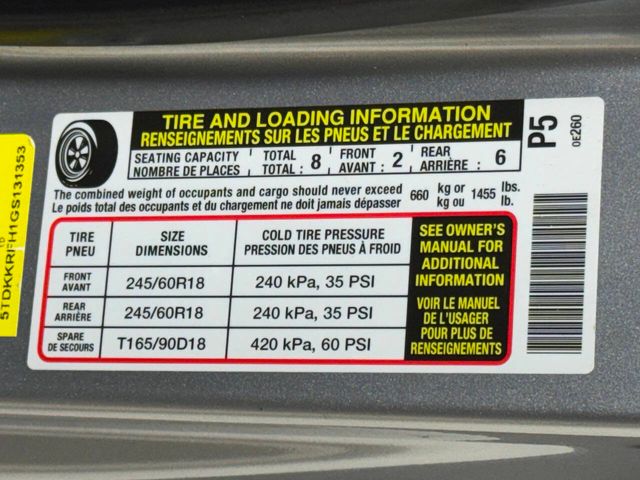 TIRE AND LOADING INFORMATION
RENSEIGNEMENTS SUR LES PNEUS ET LE CHARGEMENT
SEATING CAPACITY TOTAL 8 FRONT 2 REAR 6
NOMBRE DE PLACES TOTAL : AVANT : ARRIÈRE :
The combined weight of occupants and cargo should never exceed 660 kg or 1455 lbs.
Le poids total des occupants et du chargement ne doit jamais dépasser kg ou lb.
TIRE SIZE COLD TIRE PRESSURE
PNEU DIMENSIONS PRESSION DES PNEUS À FROID
FRONT
AVANT 245/60R18 240 kPa, 35 PSI
REAR
ARRIÈRE 245/60R18 240 kPa, 35 PSI
SPARE
DE SECOURS T165/90D18 420 kPa, 60 PSI
SEE OWNER'S
MANUAL FOR
ADDITIONAL
INFORMATION
VOIR LE MANUEL
DE L'USAGER
POUR PLUS DE
RENSEIGNEMENTS
P5
0E260
5TDKKRFH1GS131353